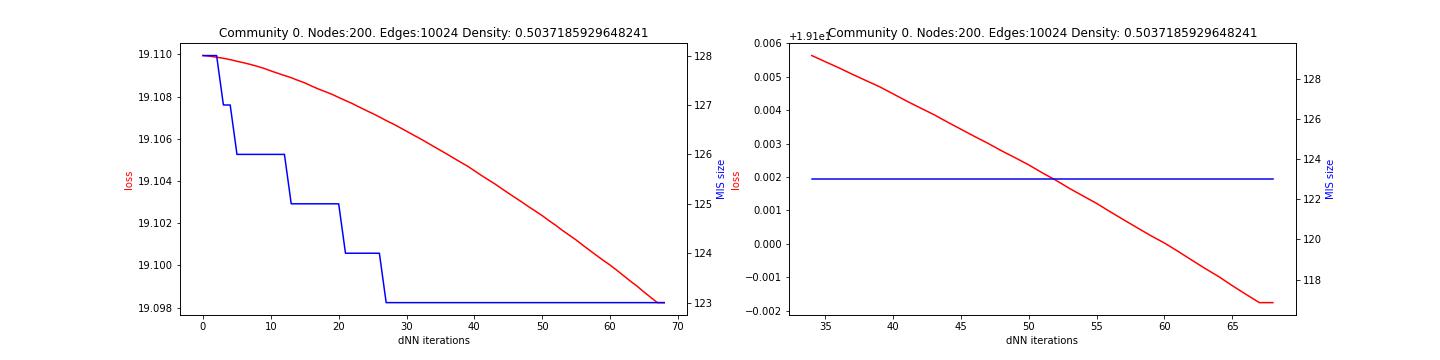 Community 0. Nodes:200. Edges:10024 Density: 0.5037185929648241
19.110
19.108
19.106
19.104
19.102
19.100
19.098
loss
128
127
126
125
124
123
MIS size
0 10 20 30 40 50 60 70
dNN iterations
+1.91e1
Community 0. Nodes:200. Edges:10024 Density: 0.5037185929648241
0.006
0.005
0.004
0.003
0.002
0.001
0.000
−0.001
−0.002
loss
128
126
124
122
120
118
MIS size
35 40 45 50 55 60 65
dNN iterations